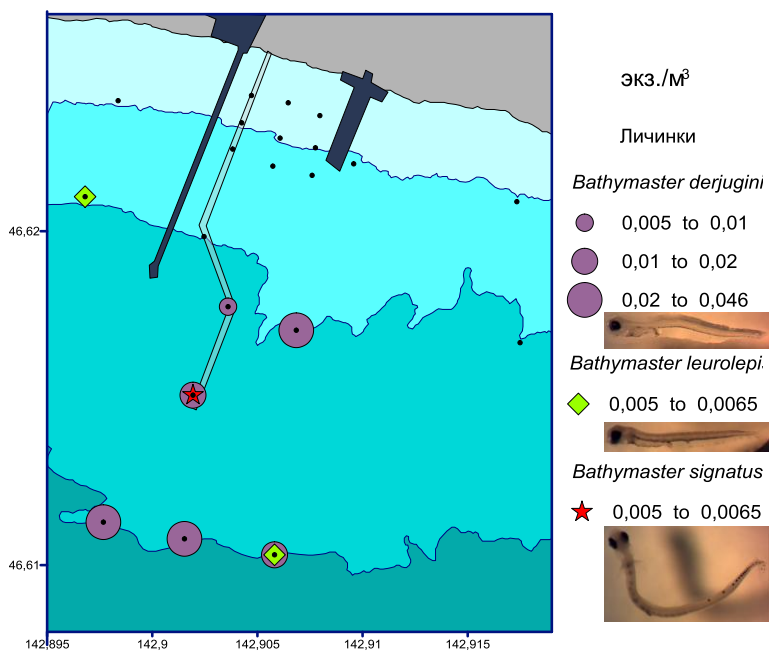 экз./м³
Личинки
Bathymaster derjugini
0,005 to 0,01
0,01 to 0,02
0,02 to 0,046
Bathymaster leurolepi
0,005 to 0,0065
Bathymaster signatus
0,005 to 0,0065
46,62
46,61
142,895 142,9 142,905 142,91 142,915